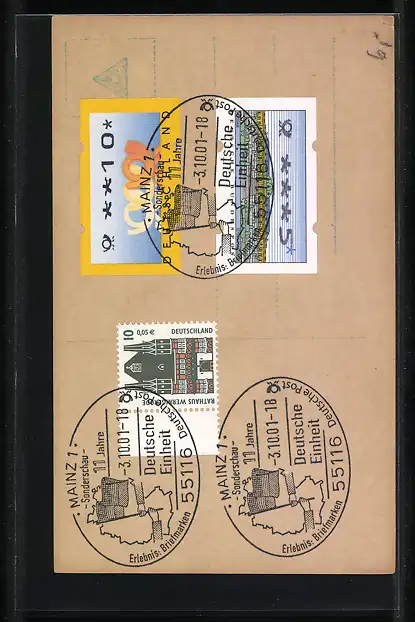 **10*
DEUTSCHLAND
****5
MAINZ 1
-Sonderschau-
11 Jahre
-3.10.01-18
Deutsche
Einheit
Deutsche Post
Erlebnis: Briefmarken
10
0,05 €
DEUTSCHLAND
RATHAUS WERNIGERODE
MAINZ 1
-Sonderschau-
11 Jahre
-3.10.01-18
Deutsche
Einheit
55116
Deutsche Post
Erlebnis: Briefmarken
MAINZ 1
-Sonderschau-
11 Jahre
-3.10.01-18
Deutsche
Einheit
55116
Deutsche Post
Erlebnis: Briefmarken